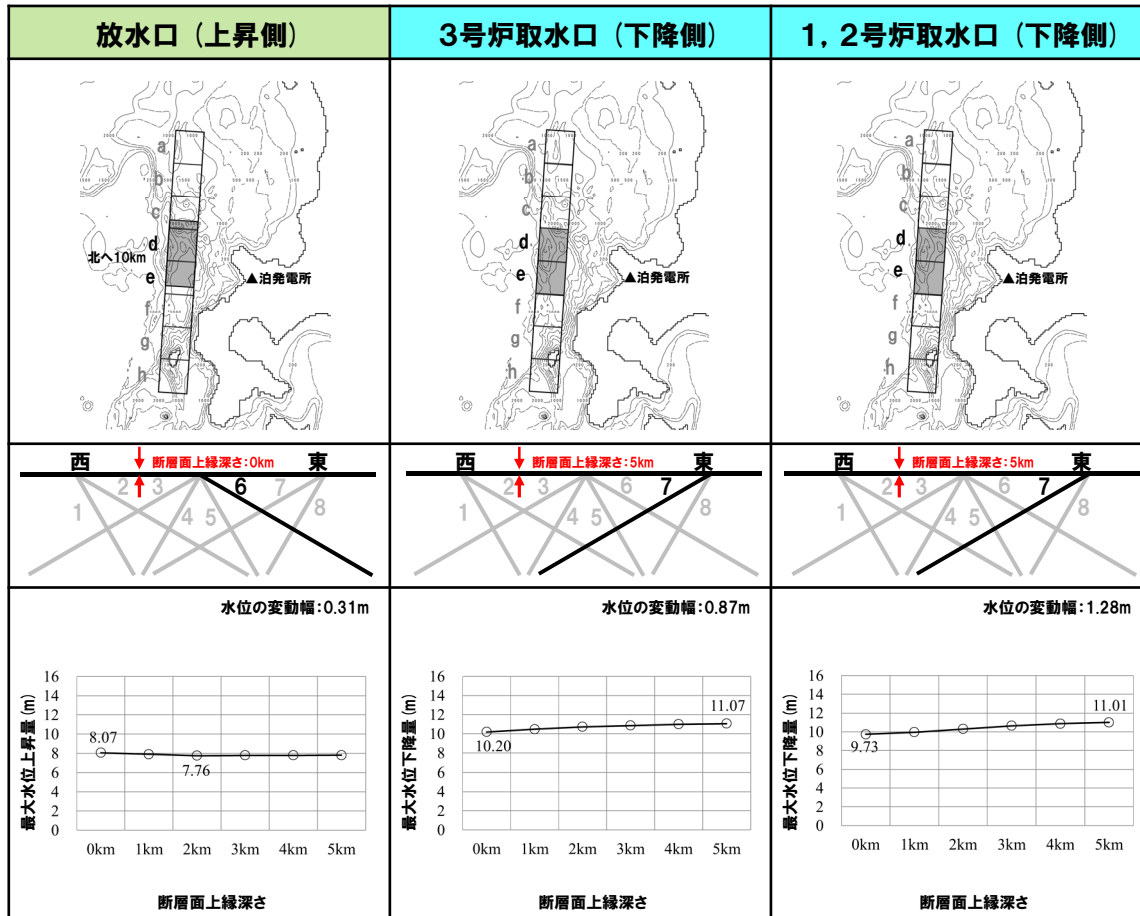 放水口(上昇側)
3号炉取水口(下降側)
1,2号炉取水口(下降側)
a
b
c
d
北へ10km
e
f
g
h
▲泊発電所
a
b
c
d
e
f
g
h
▲泊発電所
a
b
c
d
e
f
g
h
▲泊発電所
西
断層面上縁深さ:0km
東
1
2
3
4
5
6
7
8
西
断層面上縁深さ:5km
東
1
2
3
4
5
6
7
8
西
断層面上縁深さ:5km
東
1
2
3
4
5
6
7
8
水位の変動幅:0.31m
最大水位上昇量(m)
16
14
12
10
8
6
4
2
0
8.07
7.76
0km 1km 2km 3km 4km 5km
断層面上縁深さ
水位の変動幅:0.87m
最大水位下降量(m)
16
14
12
10
8
6
4
2
0
10.20
11.07
0km 1km 2km 3km 4km 5km
断層面上縁深さ
水位の変動幅:1.28m
最大水位下降量(m)
16
14
12
10
8
6
4
2
0
9.73
11.01
0km 1km 2km 3km 4km 5km
断層面上縁深さ